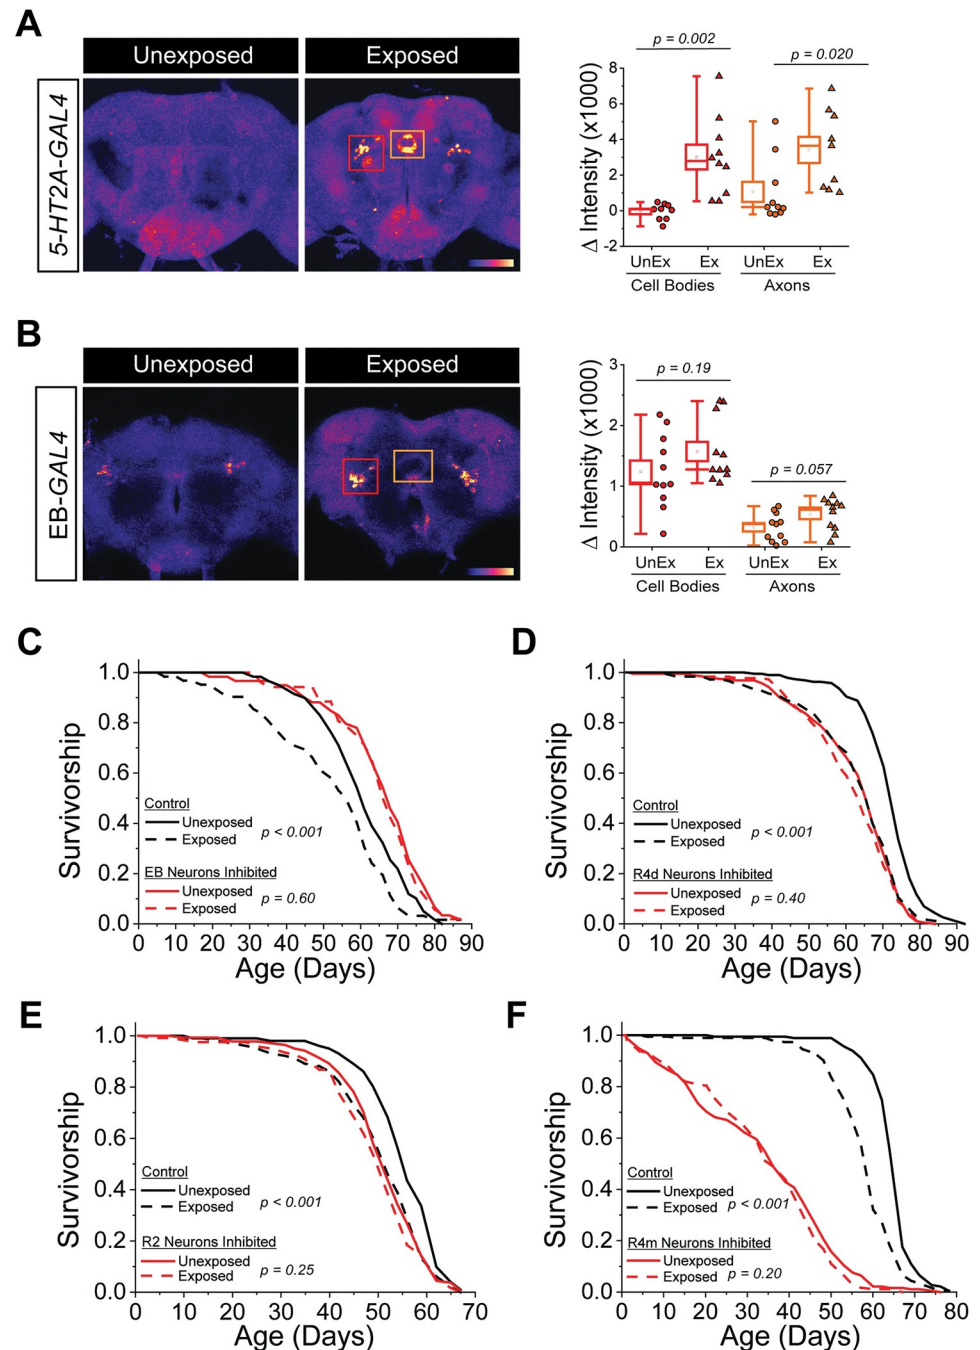 A
Unexposed
Exposed
5-HT2A-GAL4
p = 0.002
p = 0.020
Δ Intensity (x1000)
8
6
4
2
0
-2
UnEx
Ex
UnEx
Ex
Cell Bodies
Axons
B
Unexposed
Exposed
EB-GAL4
p = 0.19
p = 0.057
Δ Intensity (x1000)
3
2
1
0
UnEx
Ex
UnEx
Ex
Cell Bodies
Axons
C
Survivorship
1.0
0.8
0.6
0.4
0.2
0.0
Control
Unexposed
Exposed
p < 0.001
EB Neurons Inhibited
Unexposed
Exposed
p = 0.60
0 10 20 30 40 50 60 70 80 90
Age (Days)
D
Survivorship
1.0
0.8
0.6
0.4
0.2
0.0
Control
Unexposed
Exposed
p < 0.001
R4d Neurons Inhibited
Unexposed
Exposed
p = 0.40
0 10 20 30 40 50 60 70 80 90
Age (Days)
E
Survivorship
1.0
0.8
0.6
0.4
0.2
0.0
Control
Unexposed
Exposed
p < 0.001
R2 Neurons Inhibited
Unexposed
Exposed
p = 0.25
0 10 20 30 40 50 60 70
Age (Days)
F
Survivorship
1.0
0.8
0.6
0.4
0.2
0.0
Control
Unexposed
Exposed
p < 0.001
R4m Neurons Inhibited
Unexposed
Exposed
p = 0.20
0 10 20 30 40 50 60 70 80
Age (Days)